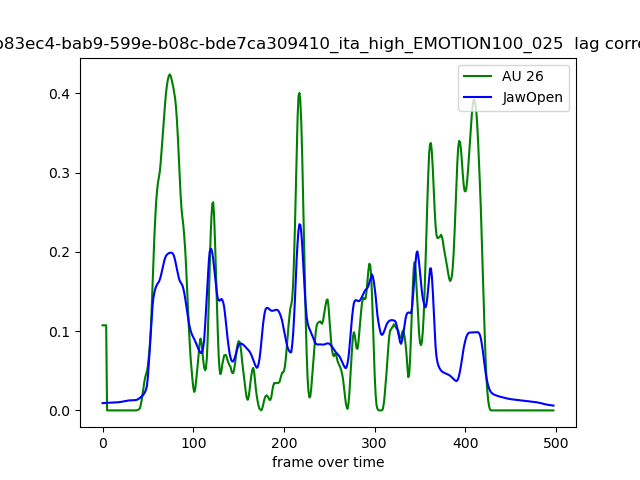 b83ec4-bab9-599e-b08c-bde7ca309410_ita_high_EMOTION100_025  lag corre
AU 26
JawOpen
0.4
0.3
0.2
0.1
0.0
0 100 200 300 400 500
frame over time